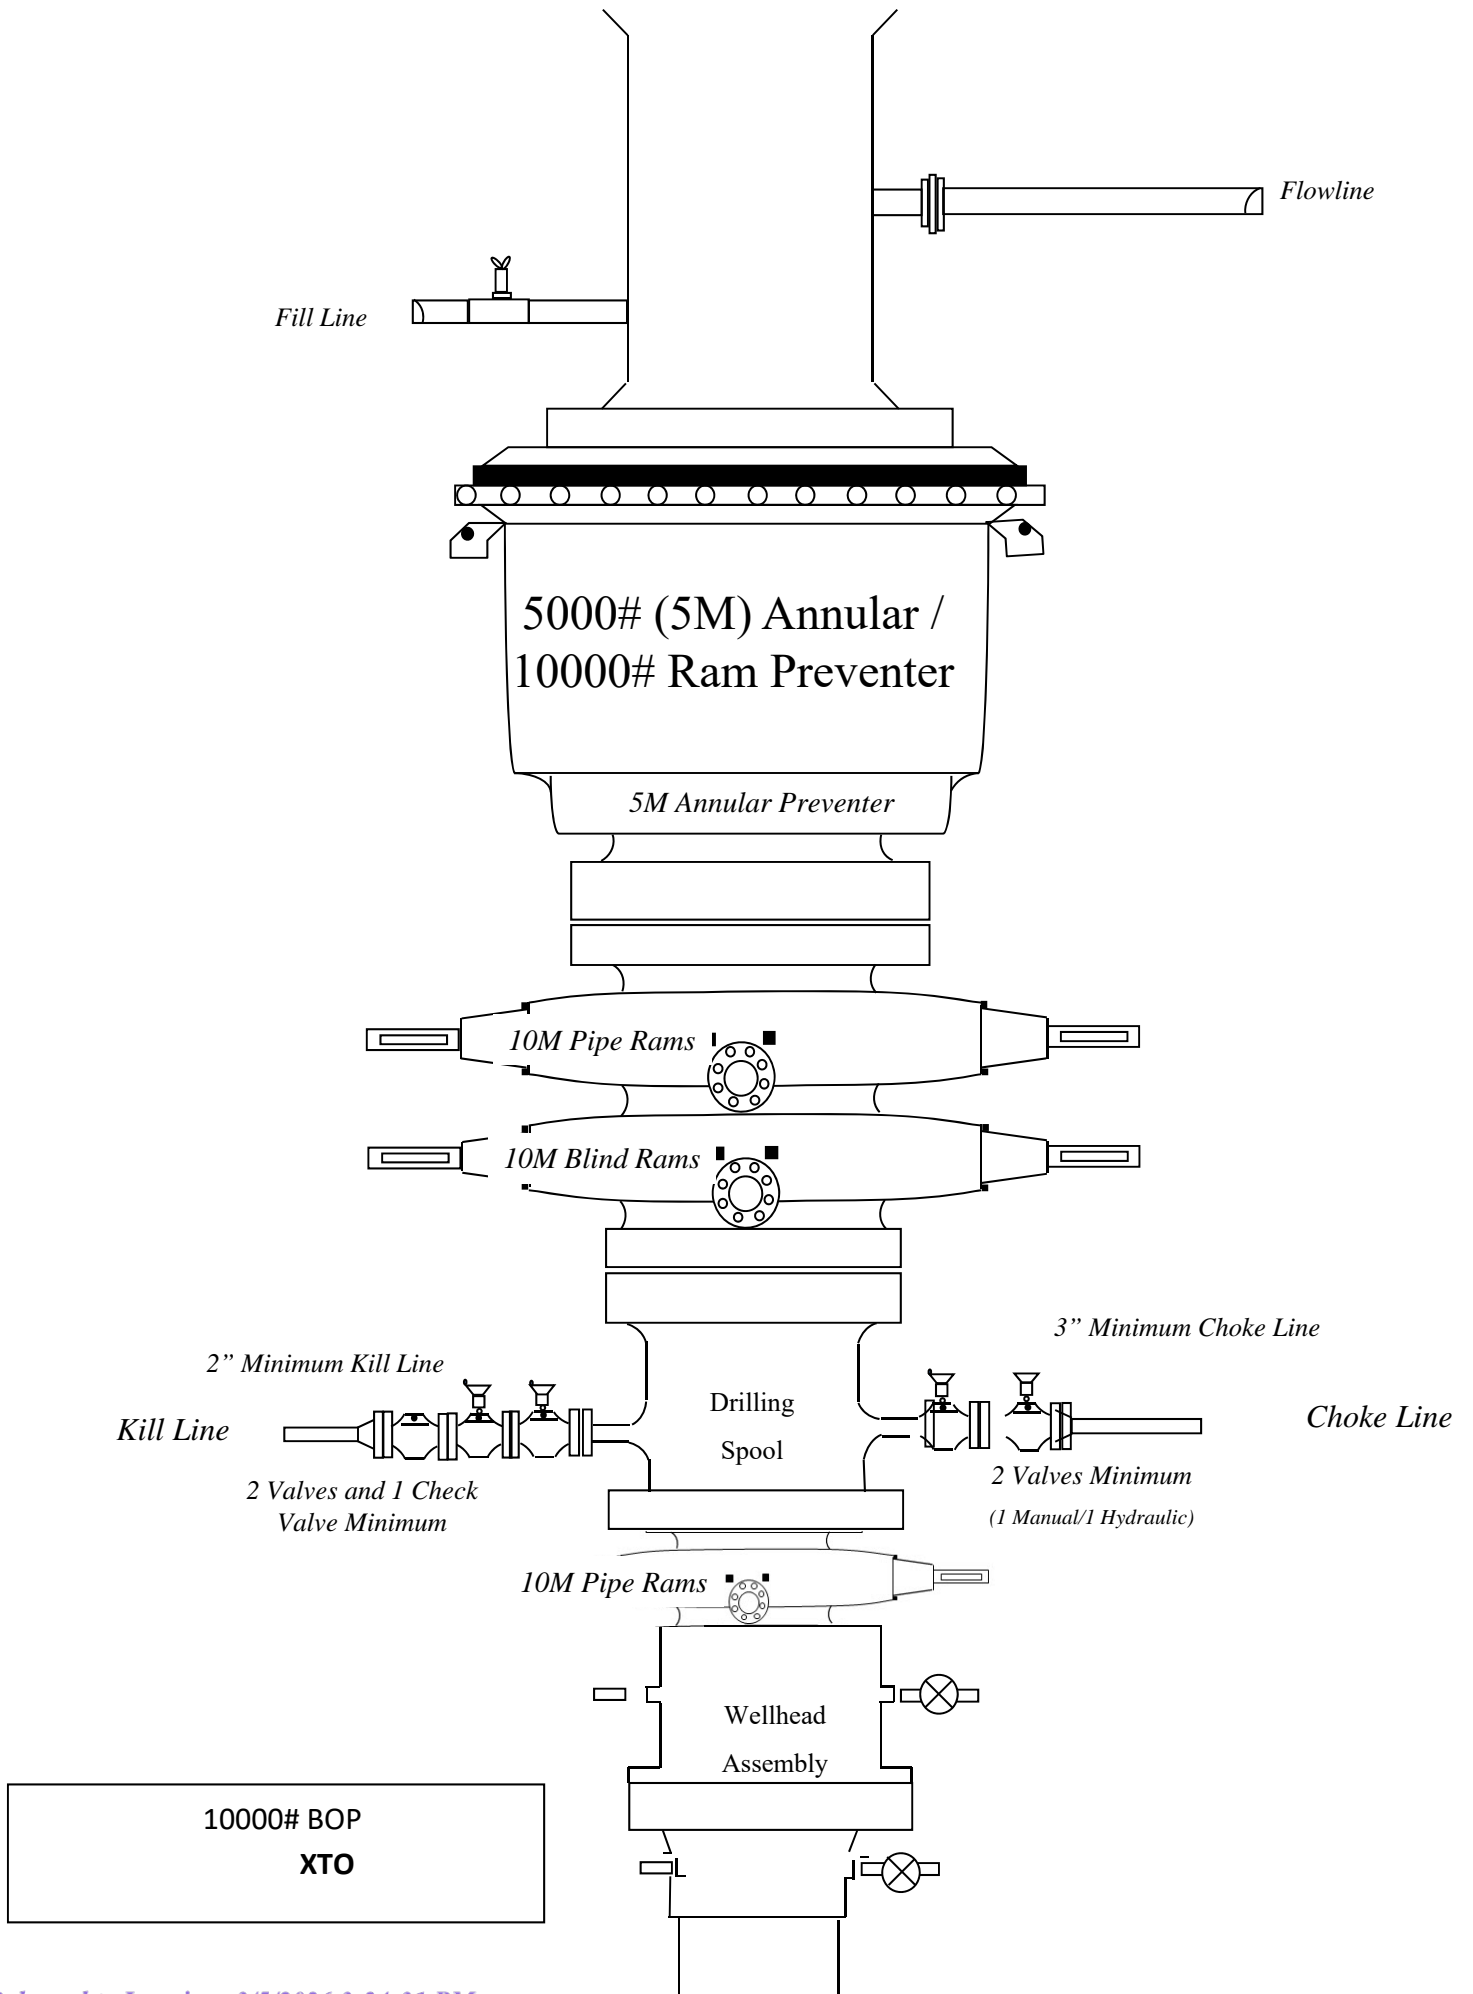 Flowline
Fill Line
5000# (5M) Annular /
10000# Ram Preventer
5M Annular Preventer
10M Pipe Rams
10M Blind Rams
3” Minimum Choke Line
2” Minimum Kill Line
Drilling
Spool
Kill Line
Choke Line
2 Valves and 1 Check
Valve Minimum
2 Valves Minimum
(1 Manual/1 Hydraulic)
10M Pipe Rams
Wellhead
Assembly
10000# BOP
XTO